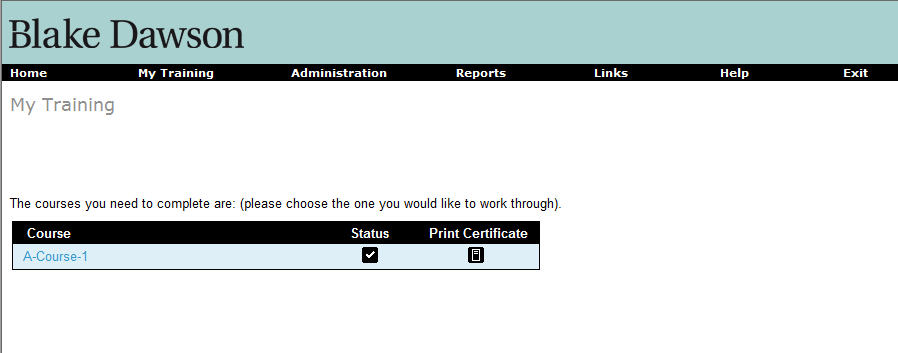 Blake Dawson
Home My Training Administration Reports Links Help Exit
My Training
The courses you need to complete are: (please choose the one you would like to work through).
Course Status Print Certificate
A-Course-1